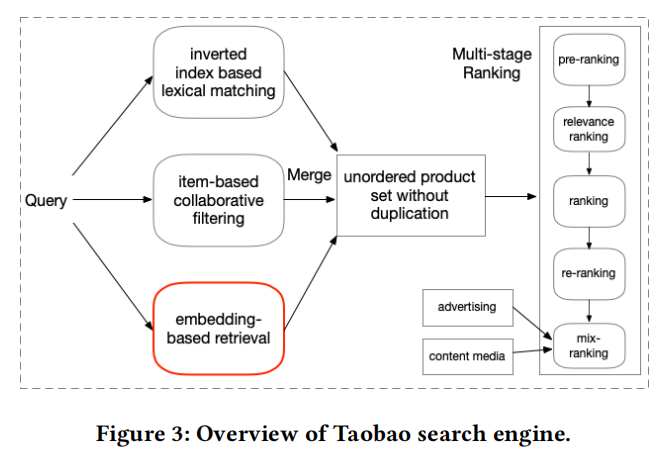 Query
inverted
index based
lexical matching
item-based
collaborative
filtering
embedding-
based retrieval
Merge
unordered product
set without
duplication
Multi-stage
Ranking
pre-ranking
relevance
ranking
ranking
re-ranking
mix-
ranking
advertising
content media
Figure 3: Overview of Taobao search engine.